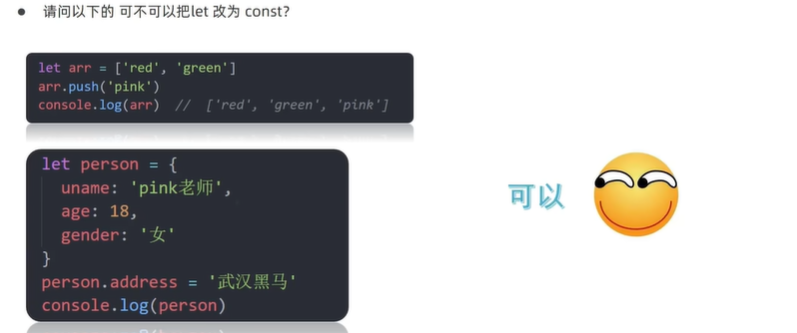 ● 请问以下的 可不可以把let 改为 const?
let arr = ['red', 'green']
arr.push('pink')
console.log(arr)  //  ['red', 'green', 'pink']
let person = {
  uname: 'pink老师',
  age: 18,
  gender: '女'
}
person.address = '武汉黑马'
console.log(person)
可以